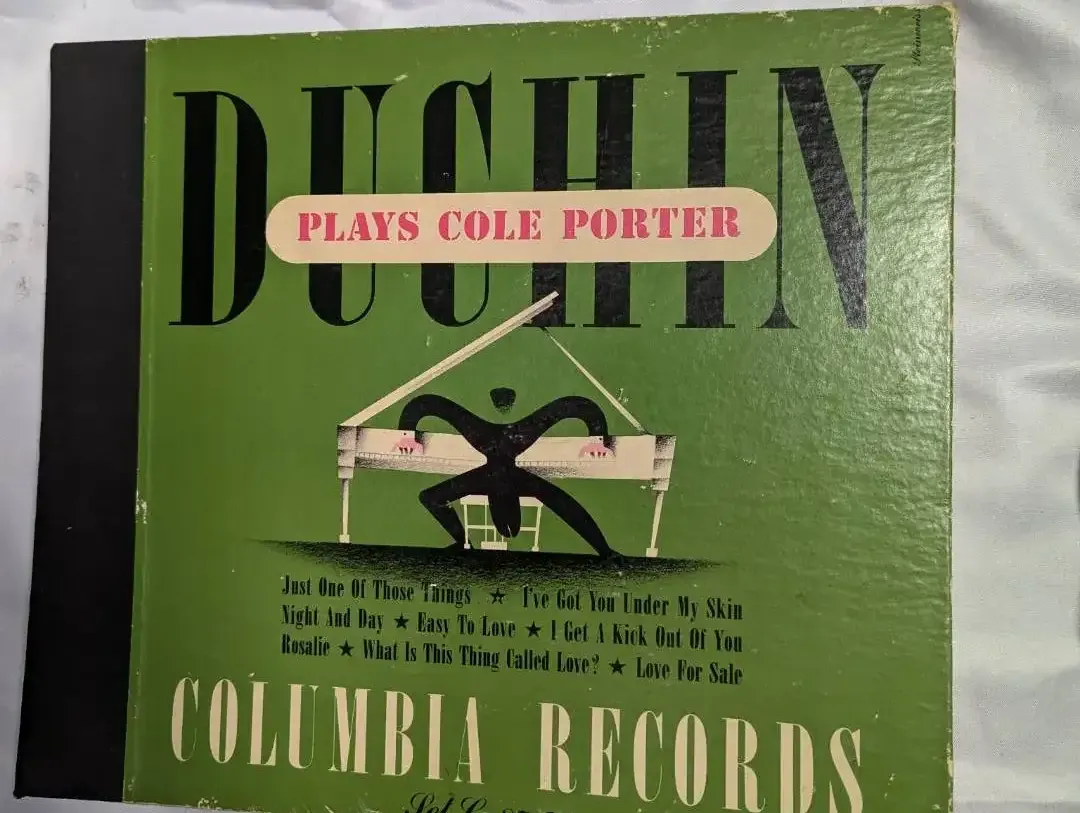 Steinweiss
DUCHIN
PLAYS COLE PORTER
Just One Of Those Things ★ I've Got You Under My Skin
Night And Day ★ Easy To Love ★ I Get A Kick Out Of You
Rosalie ★ What Is This Thing Called Love? ★ Love For Sale
COLUMBIA RECORDS
Set